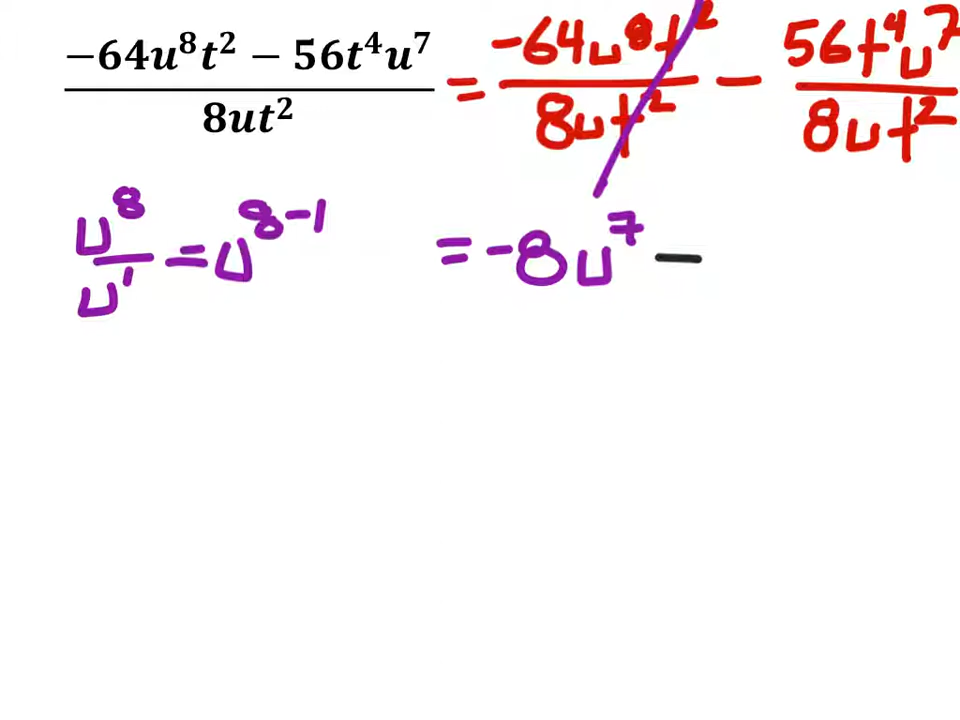 (−64u⁸t² − 56t⁴u⁷)/(8ut²) = (-64u⁸t²)/(8ut²) − (56t⁴u⁷)/(8ut²)
u⁸/u¹ = u⁸⁻¹ = -8u⁷ −